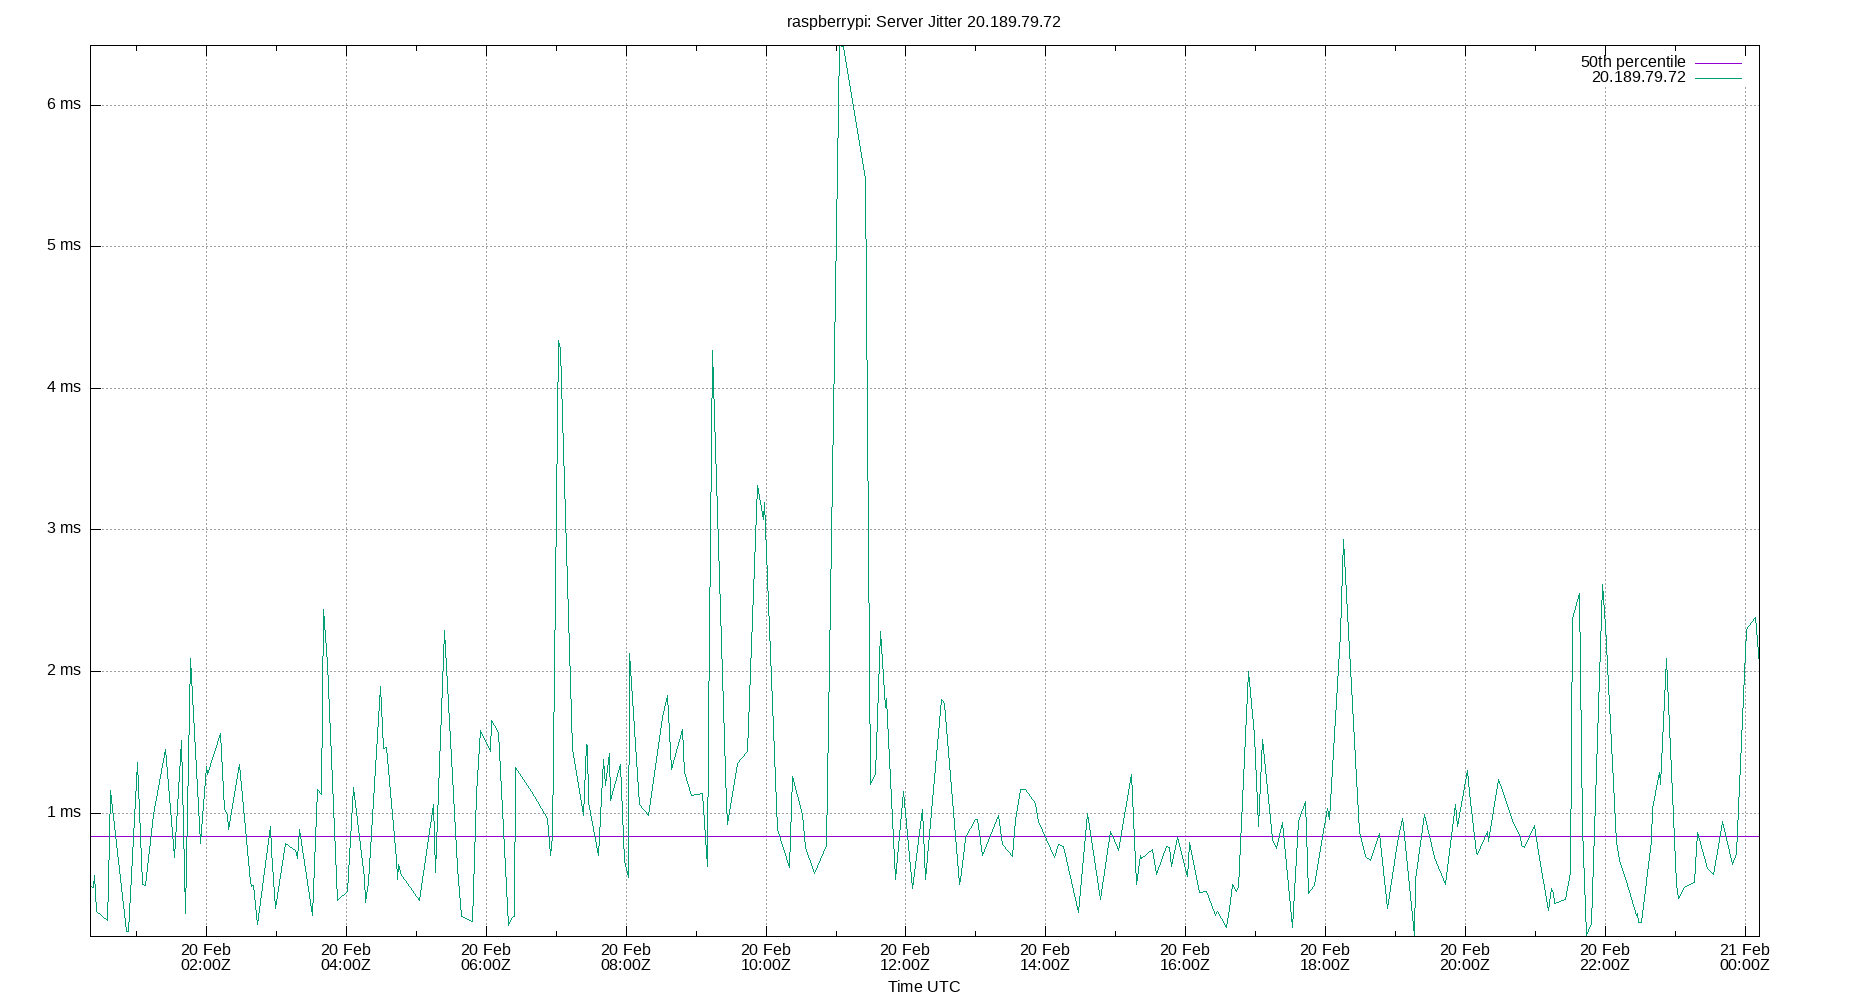 raspberrypi: Server Jitter 20.189.79.72
50th percentile
20.189.79.72
6 ms
5 ms
4 ms
3 ms
2 ms
1 ms
20 Feb 20 Feb 20 Feb 20 Feb 20 Feb 20 Feb 20 Feb 20 Feb 20 Feb 20 Feb 20 Feb 21 Feb
02:00Z 04:00Z 06:00Z 08:00Z 10:00Z 12:00Z 14:00Z 16:00Z 18:00Z 20:00Z 22:00Z 00:00Z
Time UTC